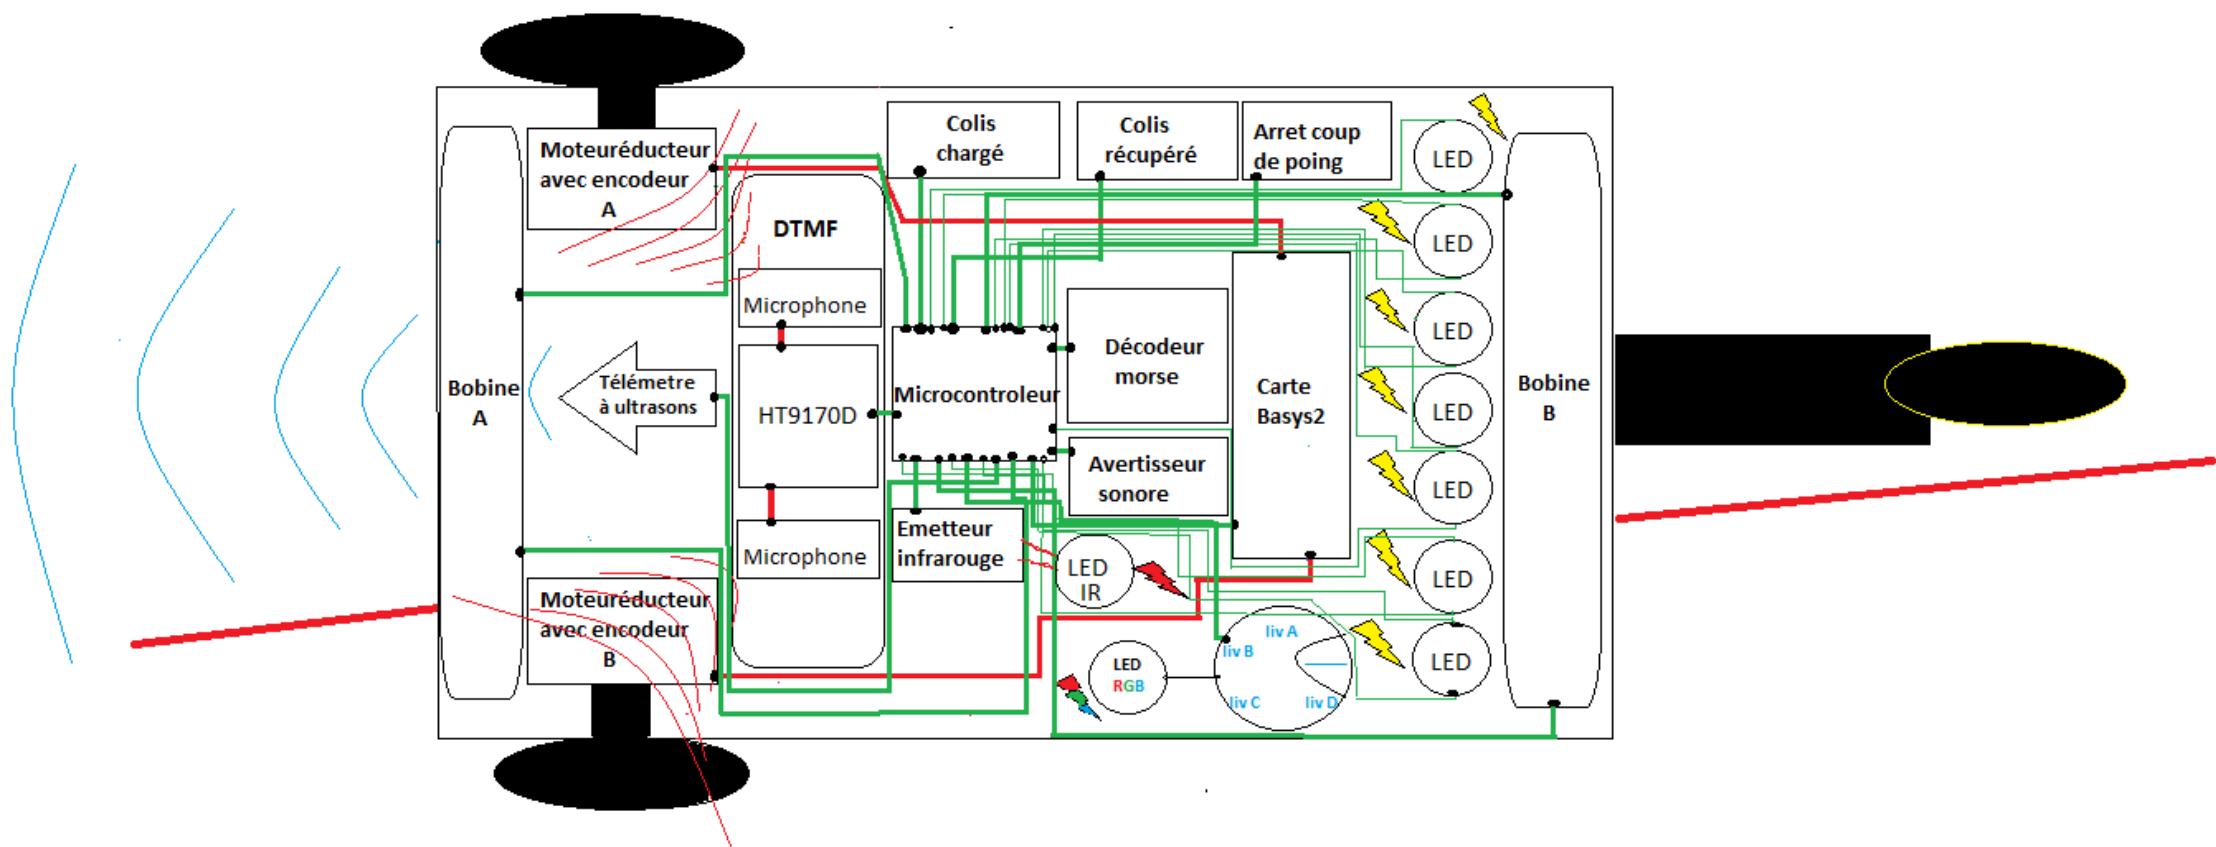 Moteuréducteur
avec encodeur
A
Colis
chargé
Colis
récupéré
Arret coup
de poing
LED
DTMF
LED
Microphone
LED
Décodeur
morse
Bobine
A
Télémetre
à ultrasons
HT9170D
Microcontroleur
Carte
Basys2
LED
Bobine
B
Avertisseur
sonore
LED
Emetteur
infrarouge
Microphone
LED
IR
LED
Moteuréducteur
avec encodeur
B
liv A
liv B
liv C
liv D
LED
RGB
LED